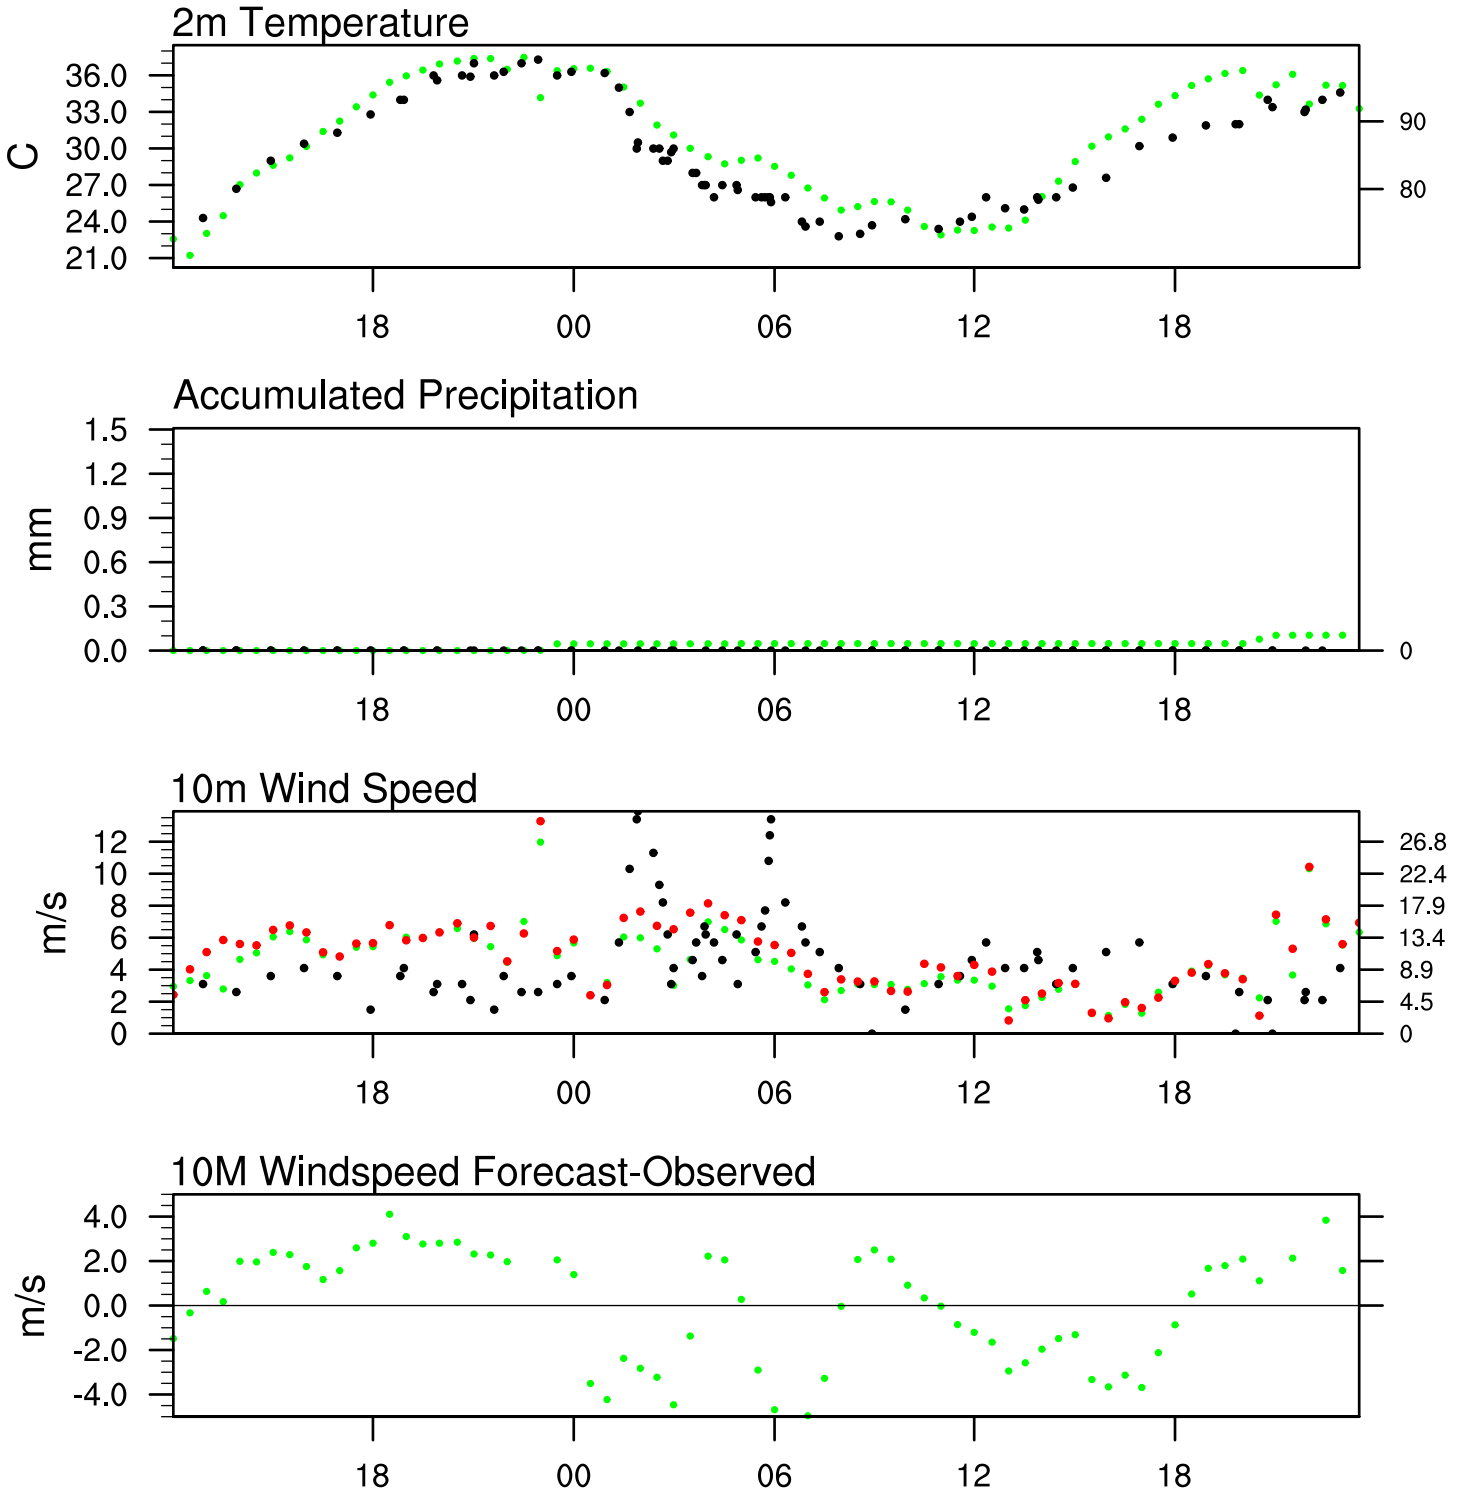 2m Temperature
36.0
33.0
30.0
27.0
24.0
21.0
C
90
80
18 00 06 12 18
Accumulated Precipitation
1.5
1.2
0.9
0.6
0.3
0.0
mm
0
18 00 06 12 18
10m Wind Speed
12
10
8
6
4
2
0
m/s
26.8
22.4
17.9
13.4
8.9
4.5
0
18 00 06 12 18
10M Windspeed Forecast-Observed
4.0
2.0
0.0
-2.0
-4.0
m/s
18 00 06 12 18